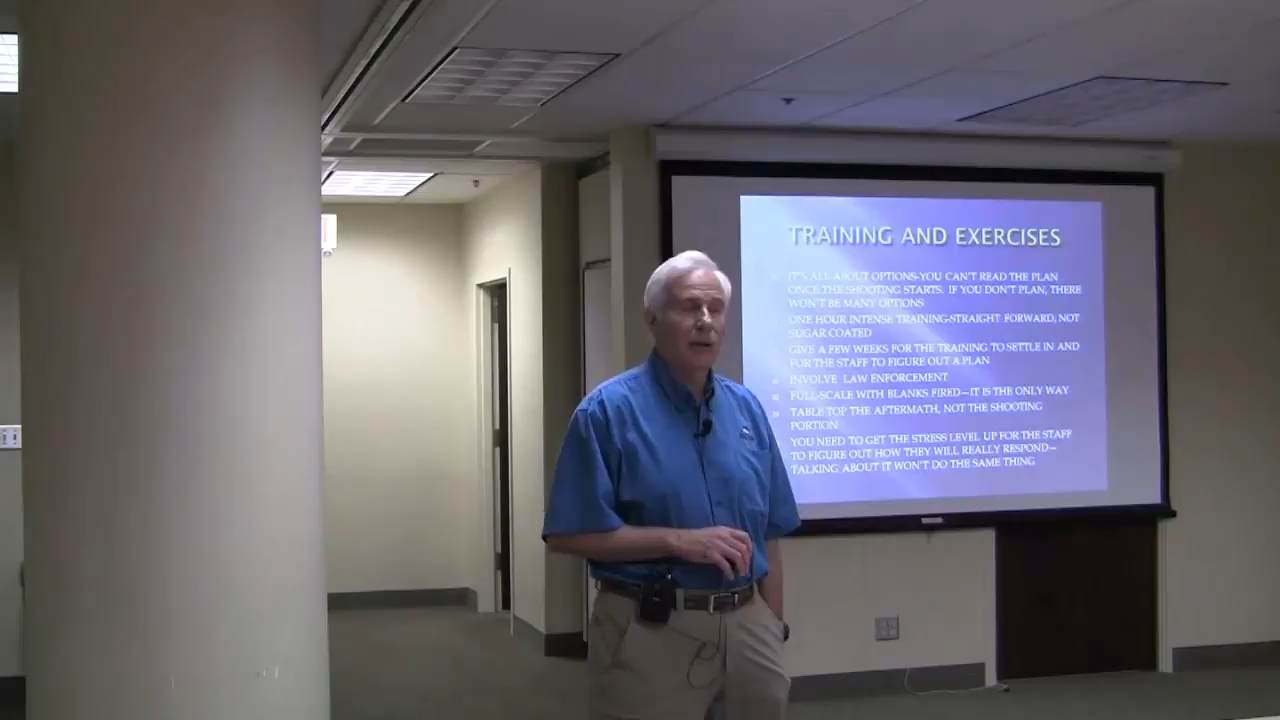 TRAINING AND EXERCISES
IT'S ALL ABOUT OPTIONS-YOU CAN'T READ THE PLAN
ONCE THE SHOOTING STARTS. IF YOU DON'T PLAN, THERE
WON'T BE MANY OPTIONS
ONE HOUR INTENSE TRAINING-STRAIGHT FORWARD, NOT
SUGAR COATED
GIVE A FEW WEEKS FOR THE TRAINING TO SETTLE IN AND
FOR THE STAFF TO FIGURE OUT A PLAN
INVOLVE LAW ENFORCEMENT
FULL-SCALE WITH BLANKS FIRED—IT IS THE ONLY WAY
TABLE TOP THE AFTERMATH, NOT THE SHOOTING
PORTION
YOU NEED TO GET THE STRESS LEVEL UP FOR THE STAFF
TO FIGURE OUT HOW THEY WILL REALLY RESPOND—
TALKING ABOUT IT WON'T DO THE SAME THING